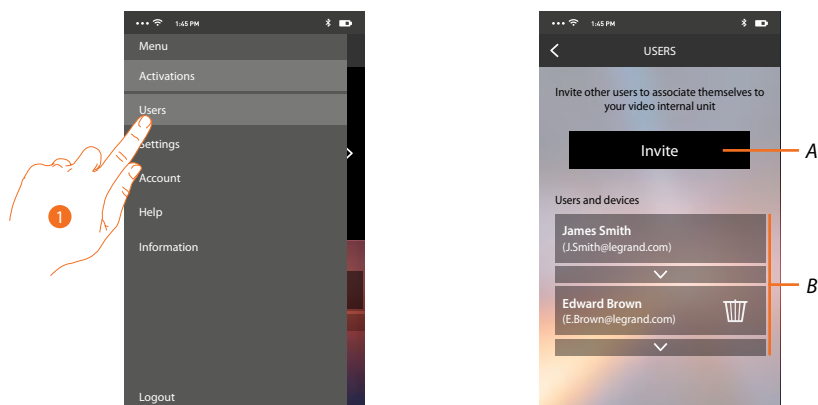 1:45 PM
Menu
Activations
Users
Settings
Account
Help
Information
Logout
1
1:45 PM
USERS
Invite other users to associate themselves to
your video internal unit
Invite
A
Users and devices
James Smith
(J.Smith@legrand.com)
Edward Brown
(E.Brown@legrand.com)
B